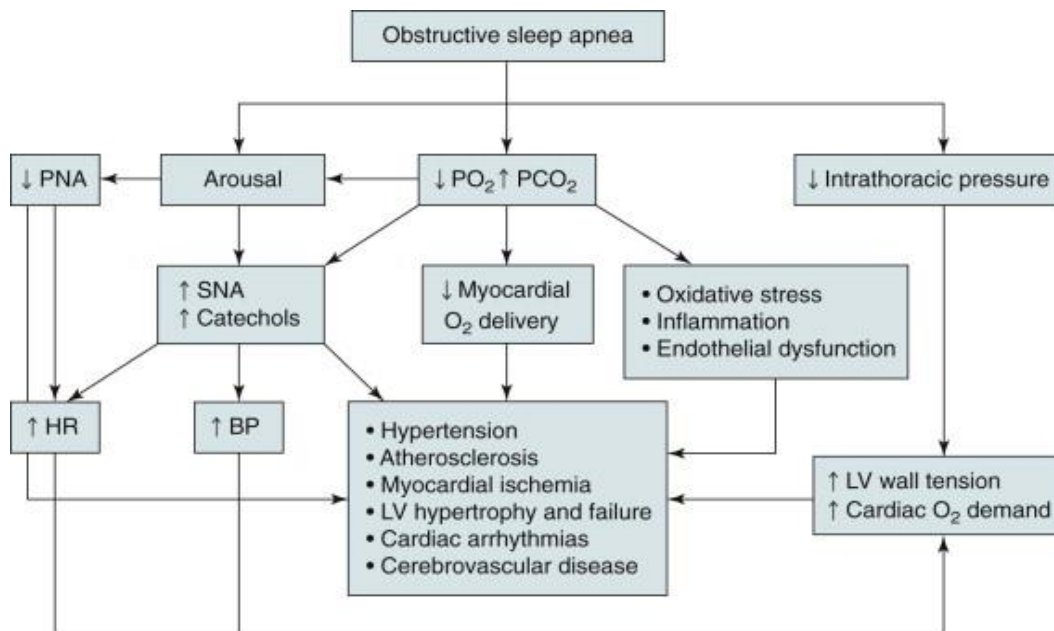 Obstructive sleep apnea
↓ PNA
Arousal
↓ PO₂ ↑ PCO₂
↓ Intrathoracic pressure
↑ SNA
↑ Catechols
↓ Myocardial
O₂ delivery
• Oxidative stress
• Inflammation
• Endothelial dysfunction
↑ HR
↑ BP
• Hypertension
• Atherosclerosis
• Myocardial ischemia
• LV hypertrophy and failure
• Cardiac arrhythmias
• Cerebrovascular disease
↑ LV wall tension
↑ Cardiac O₂ demand